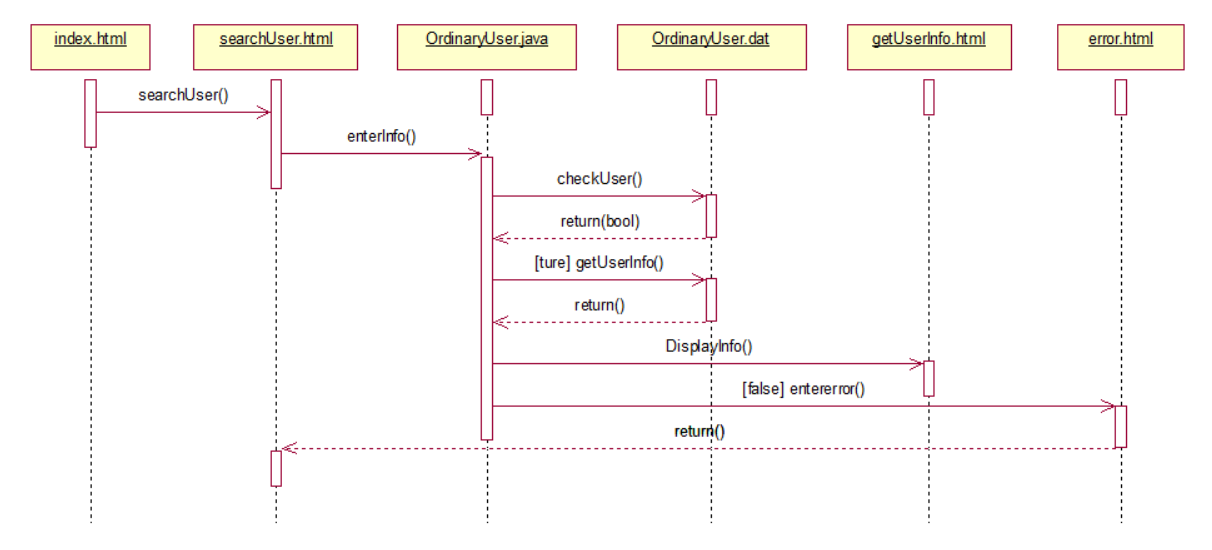 index.html
searchUser.html
OrdinaryUser.java
OrdinaryUser.dat
getUserInfo.html
error.html
searchUser()
enterInfo()
checkUser()
return(bool)
[ture] getUserInfo()
return()
DisplayInfo()
[false] entererror()
return()